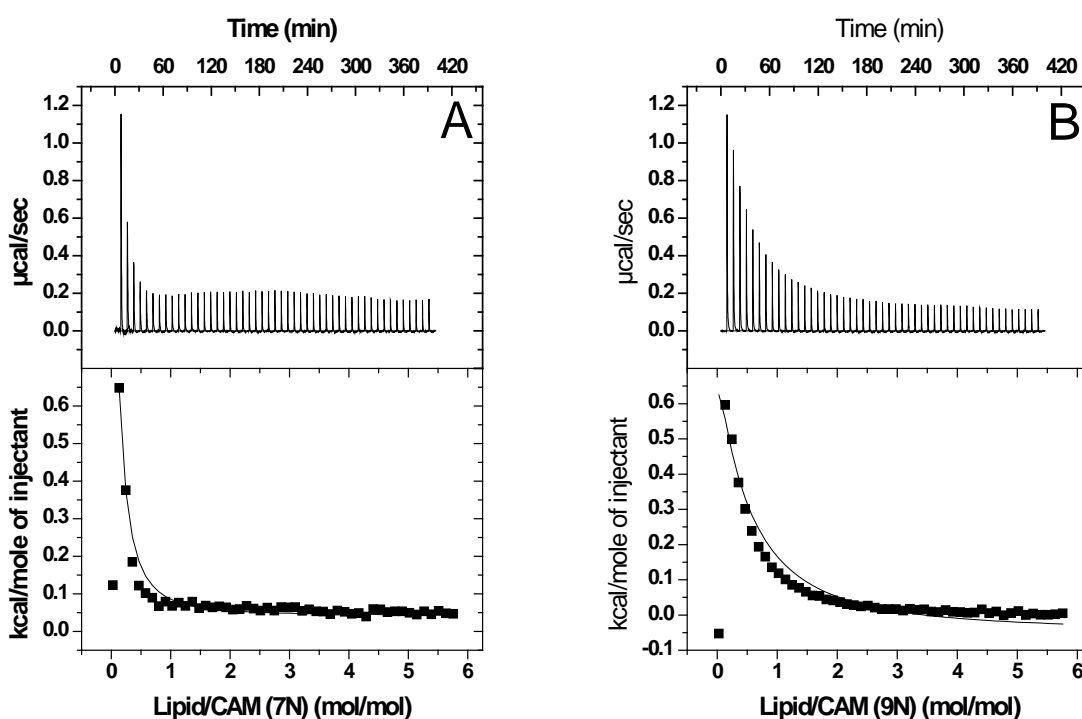 Time (min)
0 60 120 180 240 300 360 420
A
1.2
1.0
0.8
0.6
0.4
0.2
0.0
µcal/sec
0.6
0.5
0.4
0.3
0.2
0.1
0.0
kcal/mole of injectant
0 1 2 3 4 5 6
Lipid/CAM (7N) (mol/mol)
Time (min)
0 60 120 180 240 300 360 420
B
1.2
1.0
0.8
0.6
0.4
0.2
0.0
µcal/sec
0.6
0.5
0.4
0.3
0.2
0.1
0.0
-0.1
kcal/mole of injectant
0 1 2 3 4 5 6
Lipid/CAM (9N) (mol/mol)